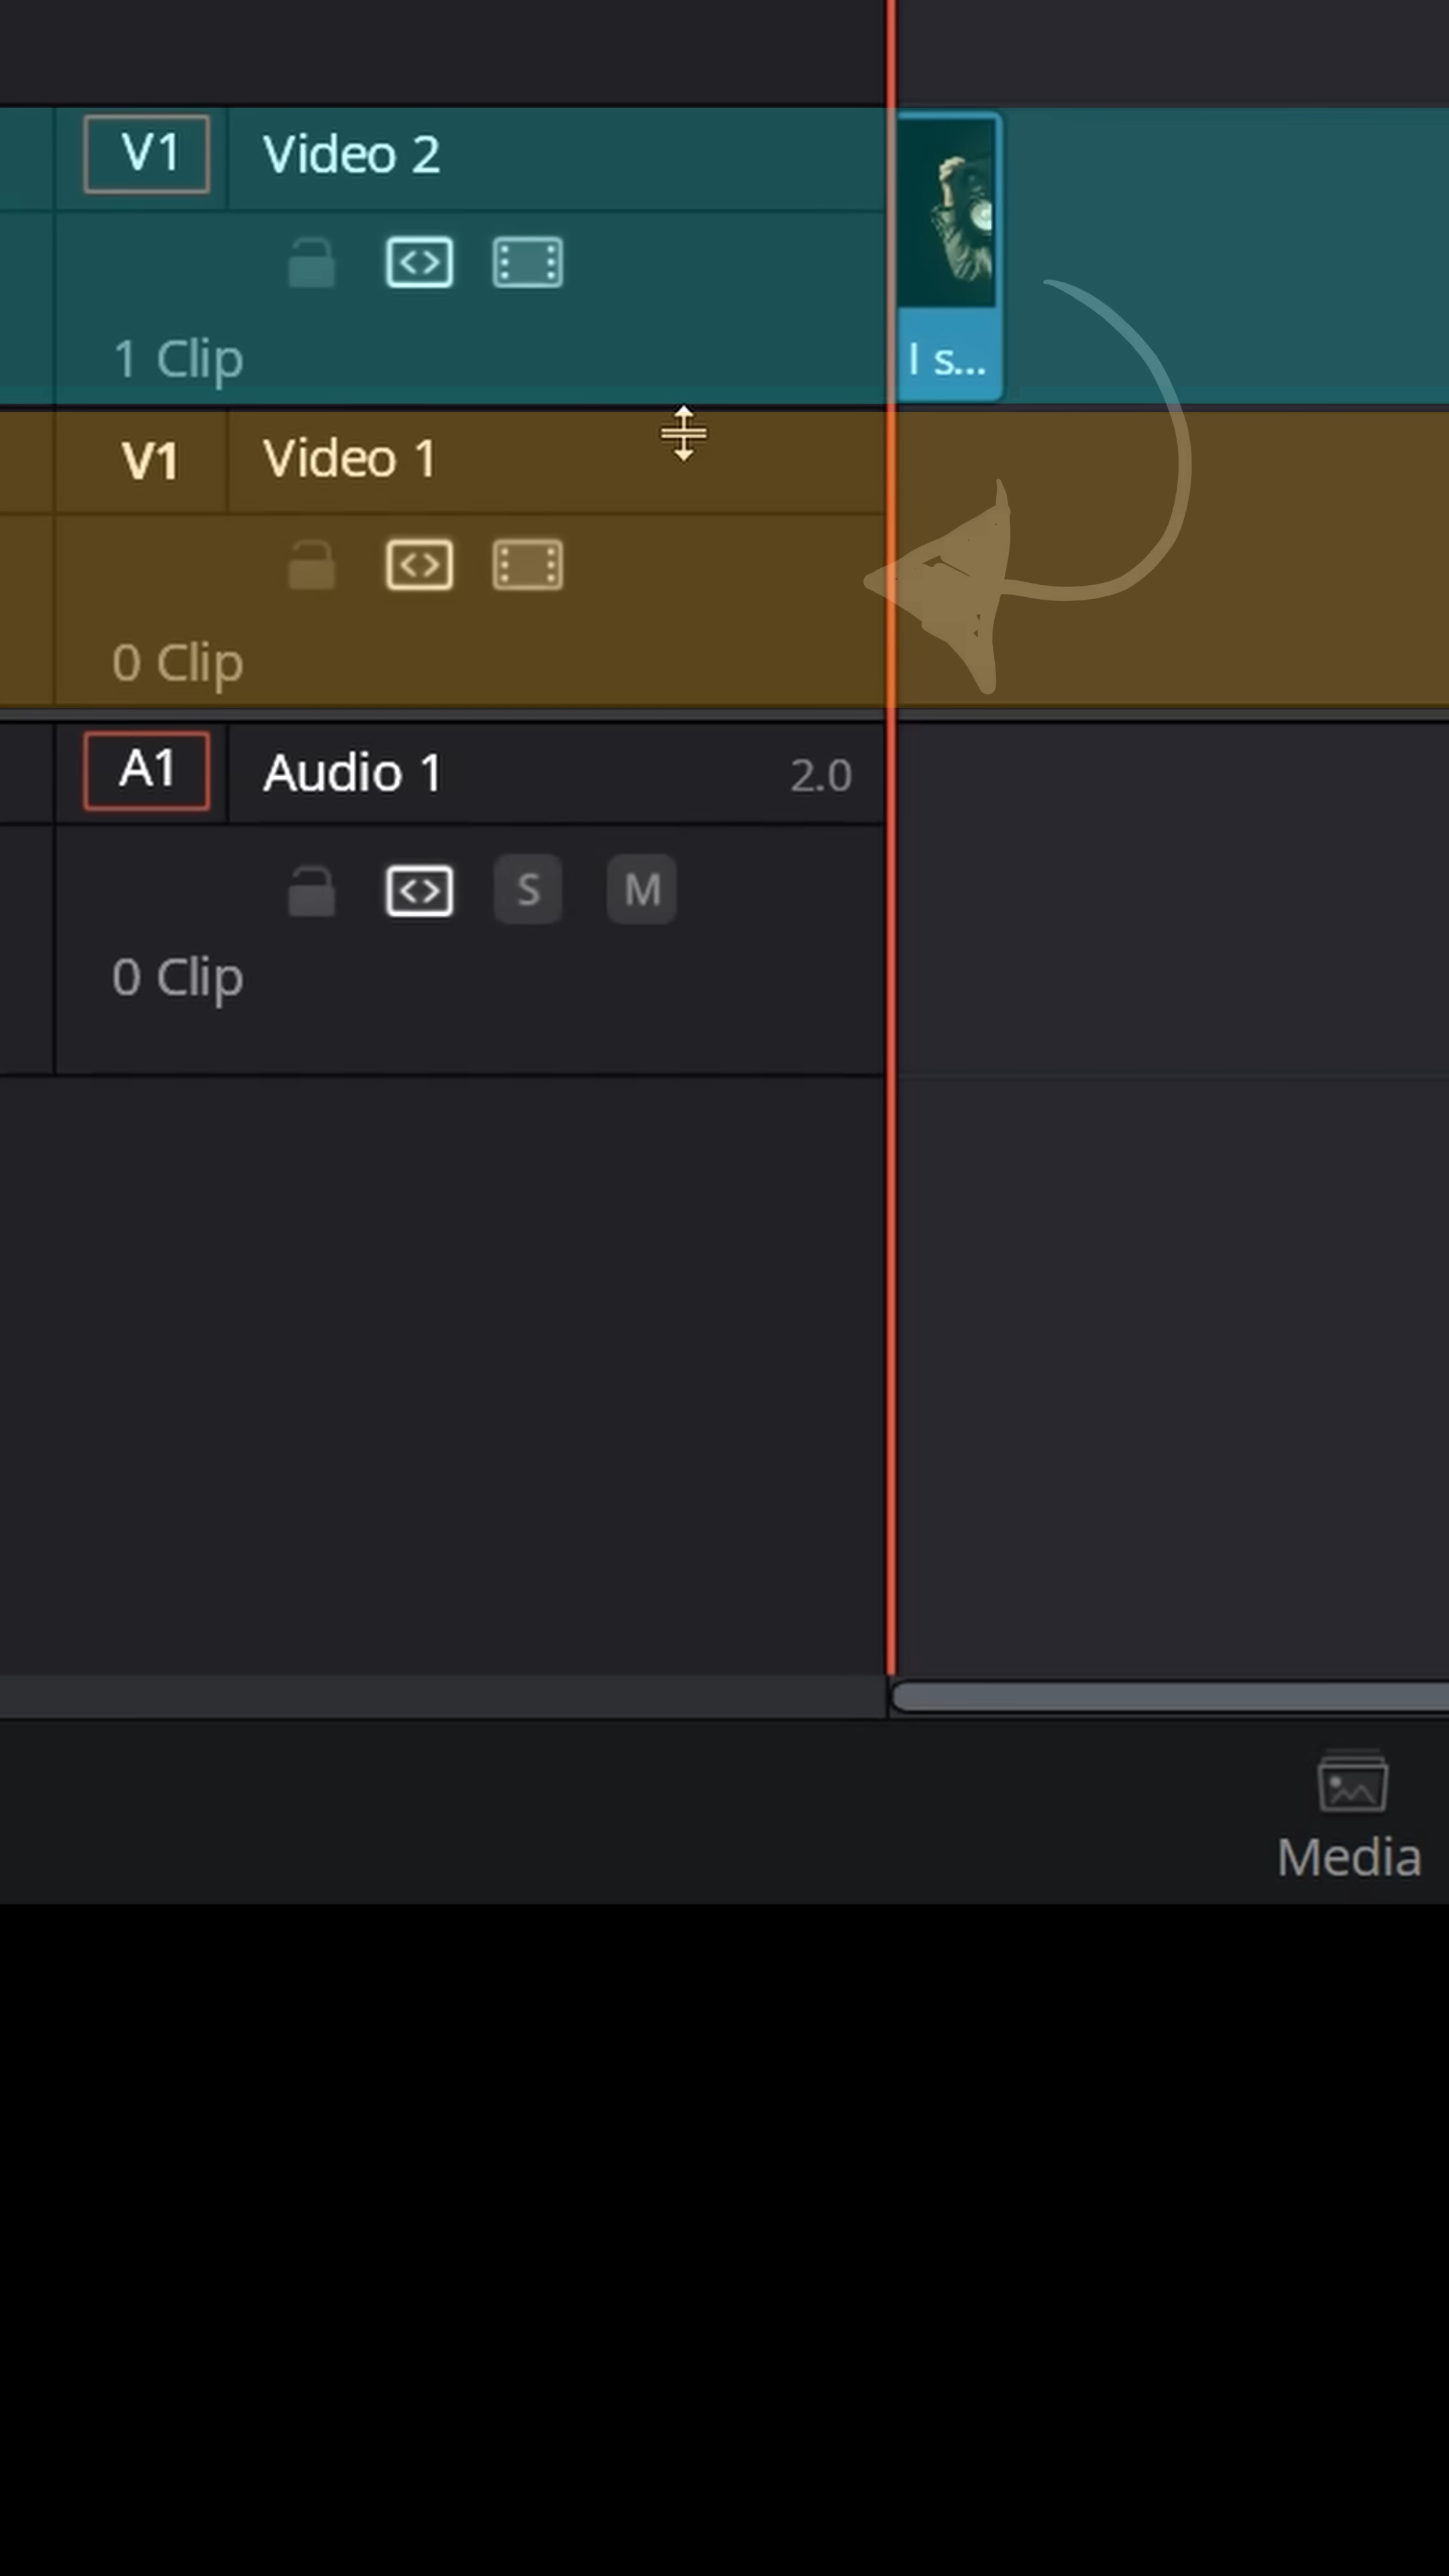 V1 Video 2
1 Clip
I s...
V1 Video 1
0 Clip
A1 Audio 1 2.0
S M
0 Clip
Media